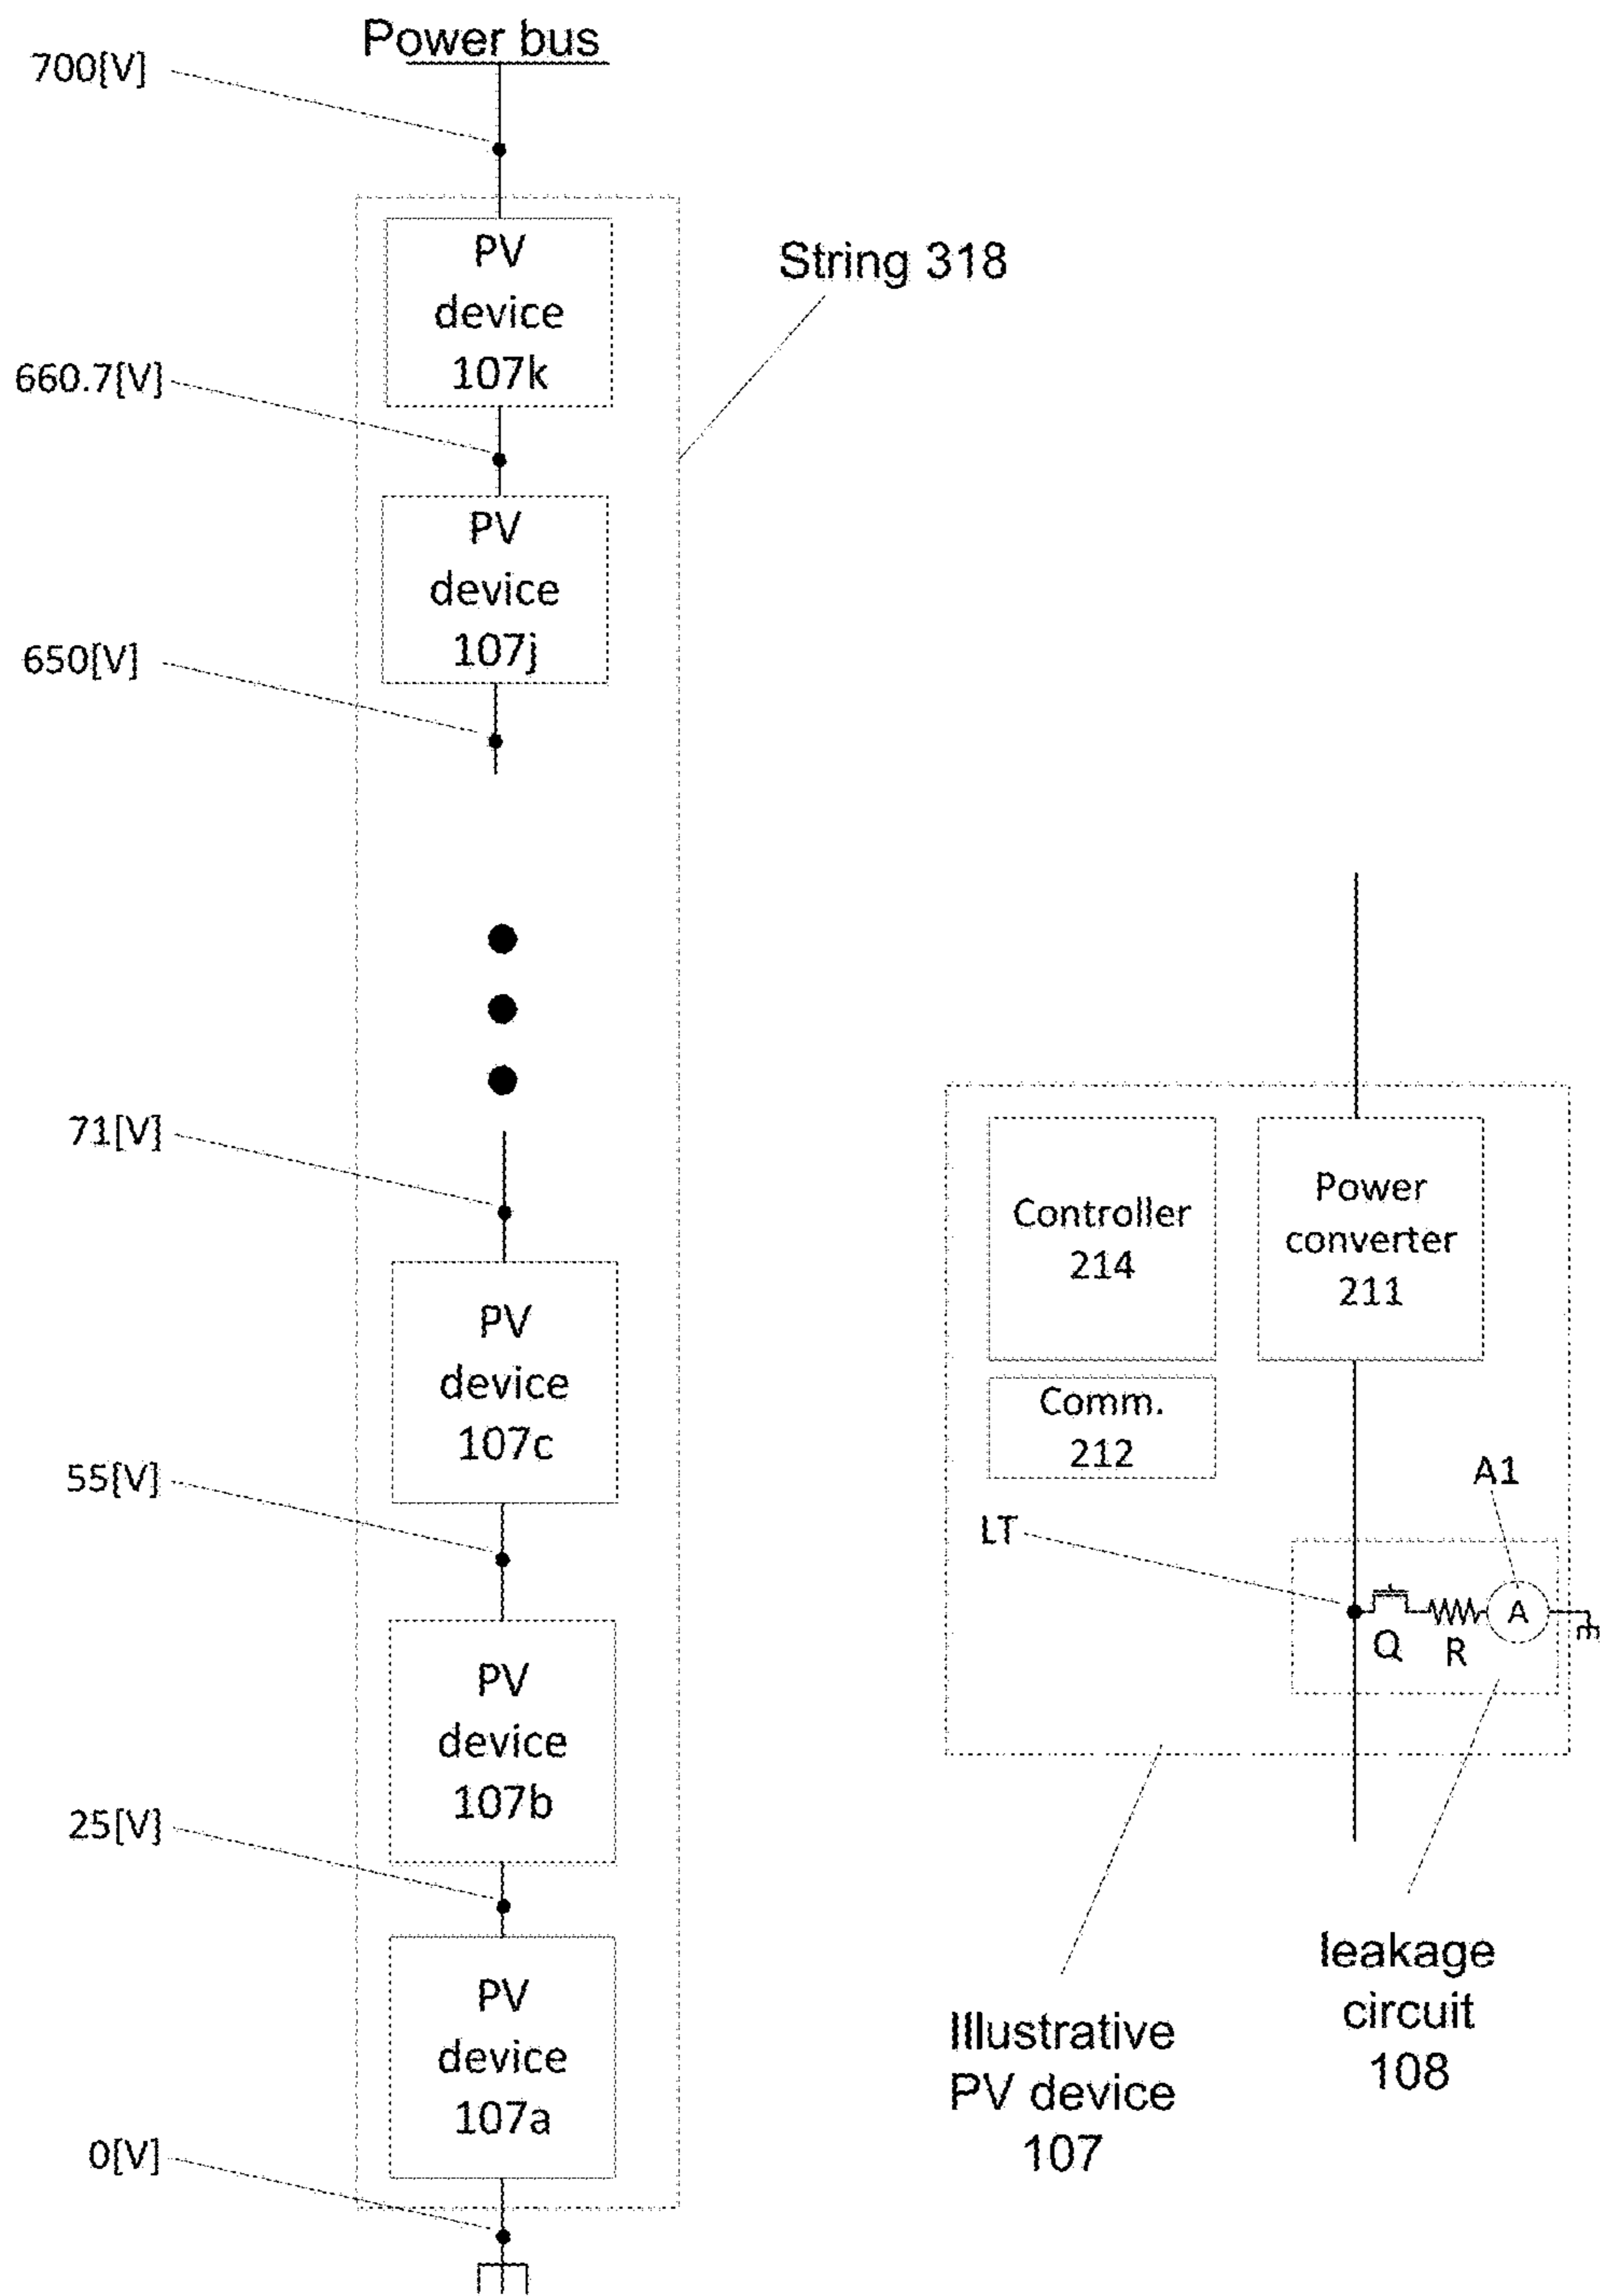 Power bus
700[V]
PV
device
107k
String 318
660.7[V]
PV
device
107j
650[V]
71[V]
PV
device
107c
55[V]
PV
device
107b
25[V]
PV
device
107a
0[V]
Controller
214
Power
converter
211
Comm.
212
A1
LT
A
Q
R
leakage
circuit
108
Illustrative
PV device
107